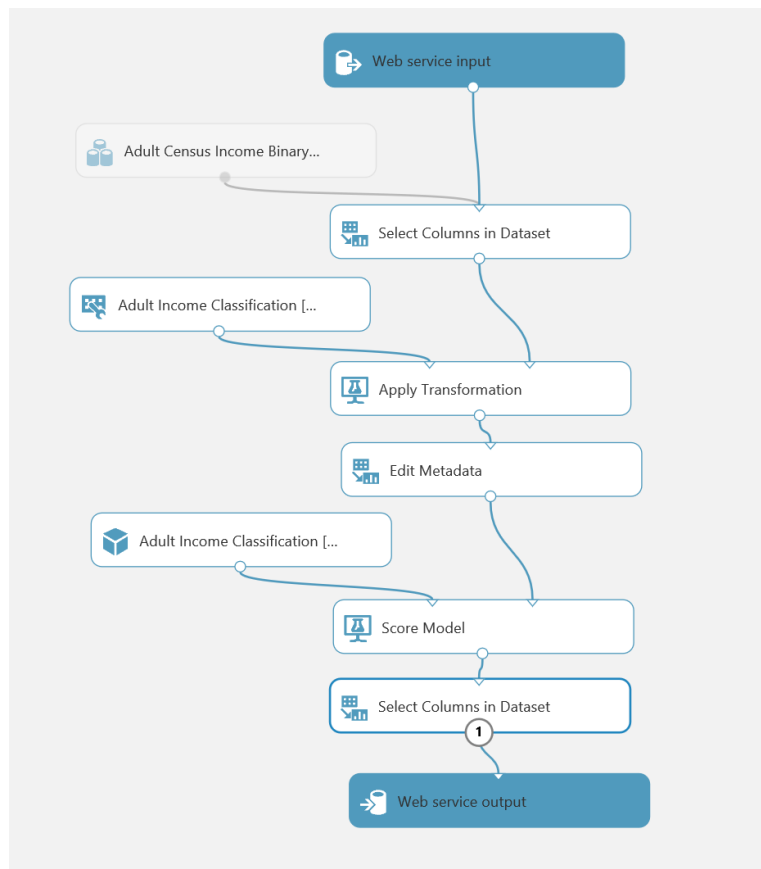 Web service input
Adult Census Income Binary...
Select Columns in Dataset
Adult Income Classification [...
Apply Transformation
Edit Metadata
Adult Income Classification [...
Score Model
Select Columns in Dataset
1
Web service output